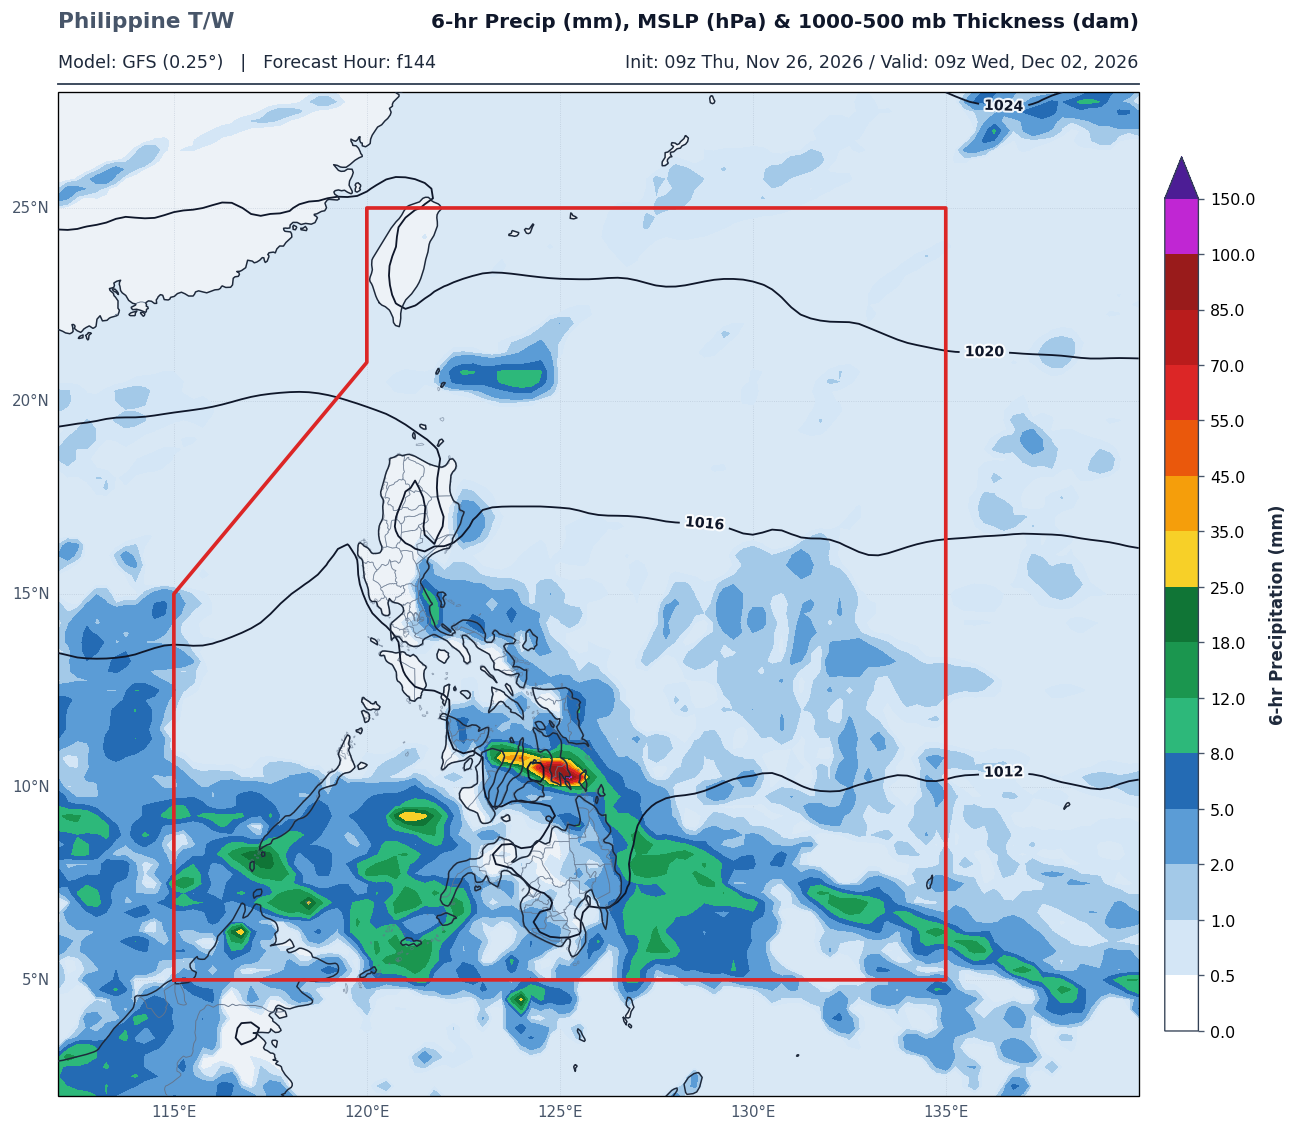 Philippine T/W
6-hr Precip (mm), MSLP (hPa) & 1000-500 mb Thickness (dam)
Model: GFS (0.25°) | Forecast Hour: f144
Init: 09z Thu, Nov 26, 2026 / Valid: 09z Wed, Dec 02, 2026
1024
1020
1016
1012
25°N
20°N
15°N
10°N
5°N
115°E
120°E
125°E
130°E
135°E
150.0
100.0
85.0
70.0
55.0
45.0
35.0
25.0
18.0
12.0
8.0
5.0
2.0
1.0
0.5
0.0
6-hr Precipitation (mm)